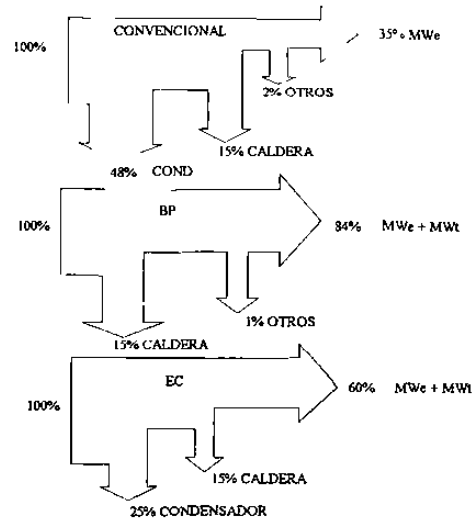 CONVENCIONAL
100%
35% MWe
2% OTROS
15% CALDERA
48% COND
BP
100%
84% MWe + MWt
1% OTROS
15% CALDERA
EC
100%
60% MWe + MWt
15% CALDERA
25% CONDENSADOR